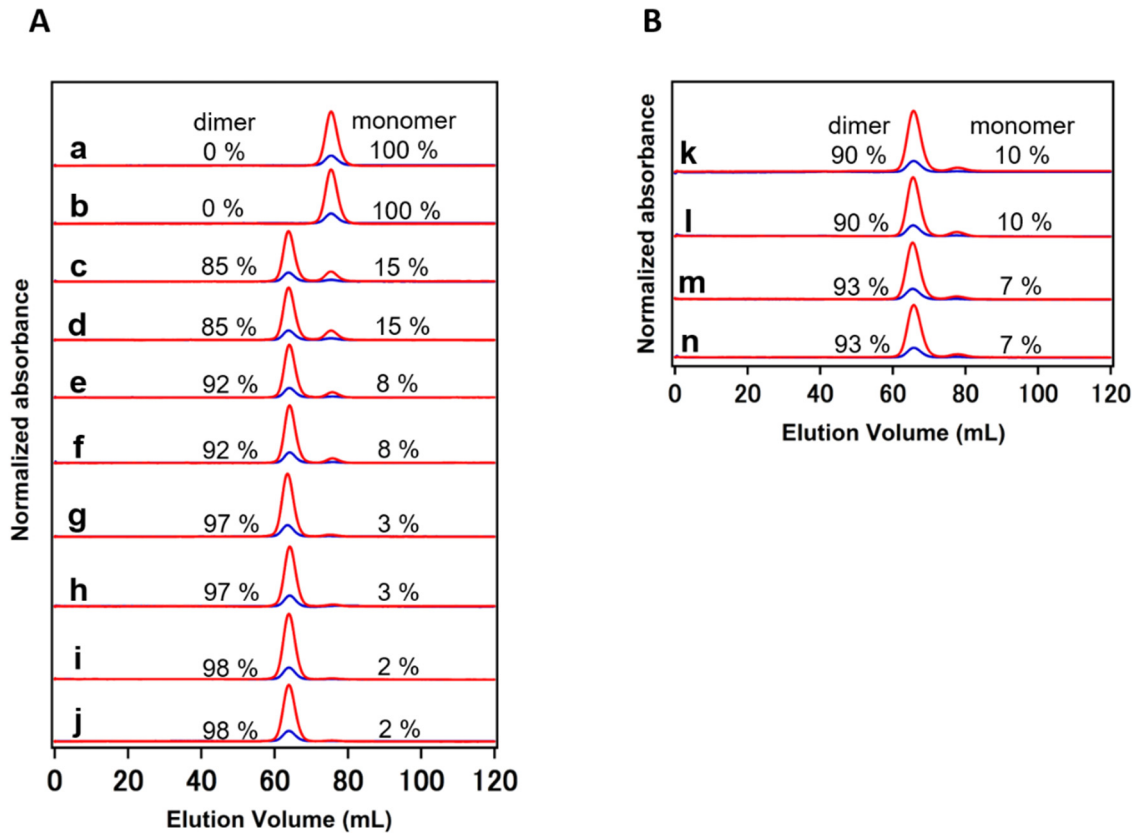 A
dimer monomer
a 0 % 100 %
b 0 % 100 %
c 85 % 15 %
d 85 % 15 %
e 92 % 8 %
f 92 % 8 %
g 97 % 3 %
h 97 % 3 %
i 98 % 2 %
j 98 % 2 %
Normalized absorbance
0 20 40 60 80 100 120
Elution Volume (mL)
B
dimer monomer
k 90 % 10 %
l 90 % 10 %
m 93 % 7 %
n 93 % 7 %
Normalized absorbance
0 20 40 60 80 100 120
Elution Volume (mL)